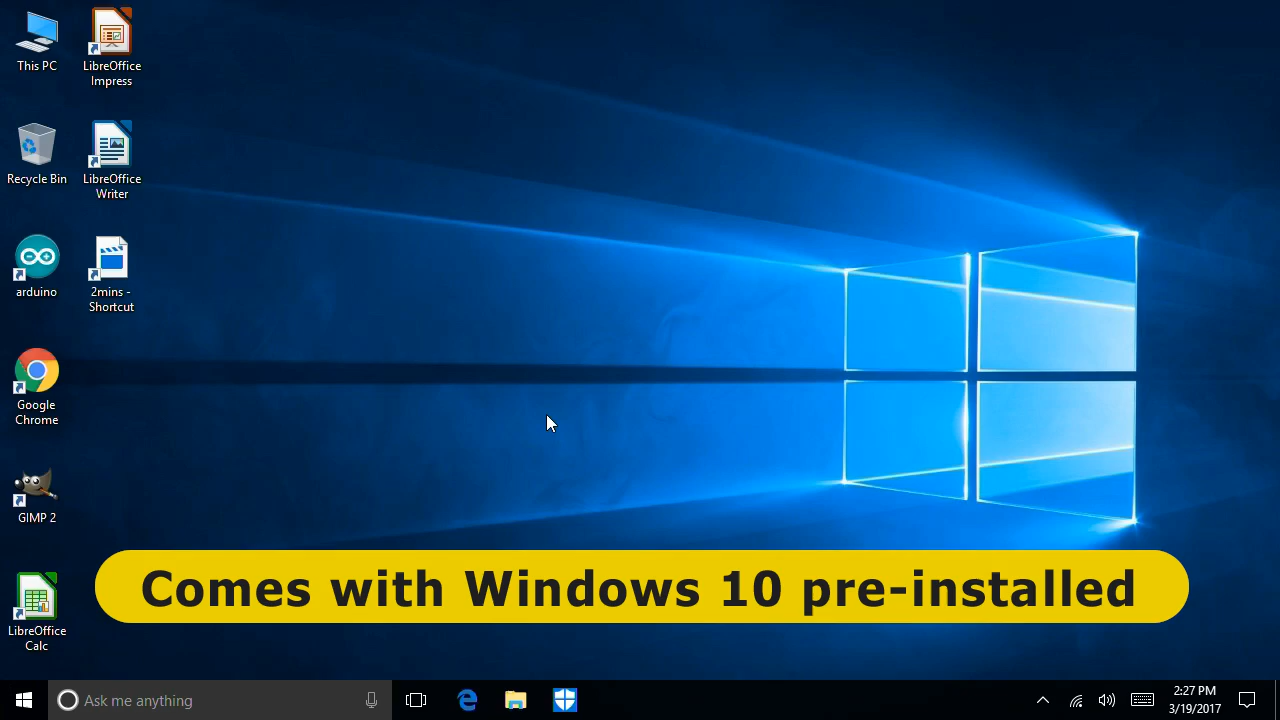 This PC
LibreOffice
Impress
Recycle Bin
LibreOffice
Writer
arduino
2mins -
Shortcut
Google
Chrome
GIMP 2
LibreOffice
Calc
Comes with Windows 10 pre-installed
Ask me anything
2:27 PM
3/19/2017